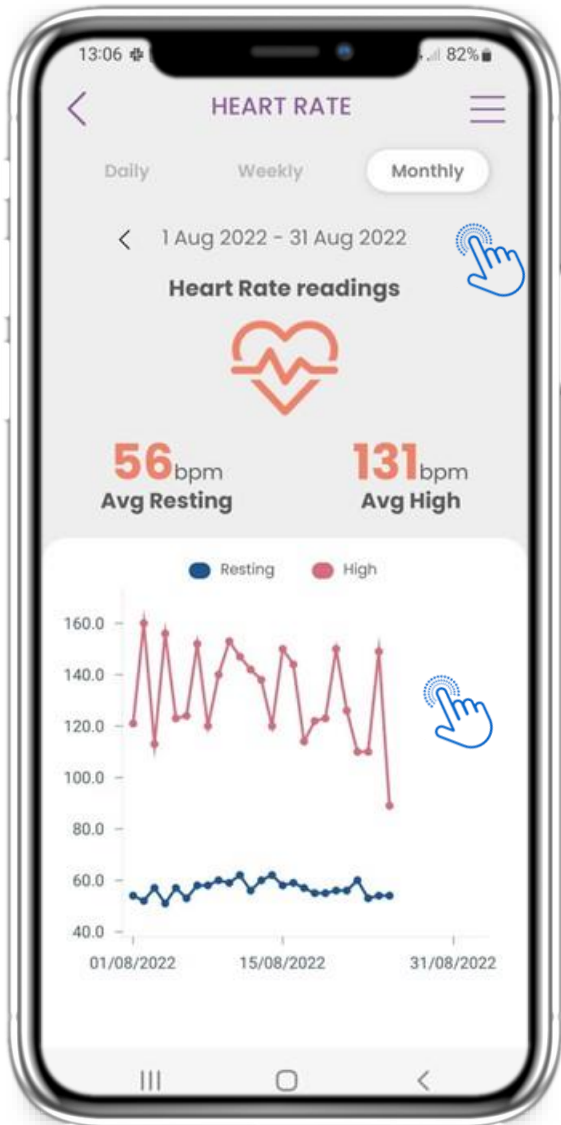 13:06 82%
HEART RATE
Daily Weekly Monthly
1 Aug 2022 - 31 Aug 2022
Heart Rate readings
56bpm 131bpm
Avg Resting Avg High
Resting High
160.0
140.0
120.0
100.0
80.0
60.0
40.0
01/08/2022 15/08/2022 31/08/2022